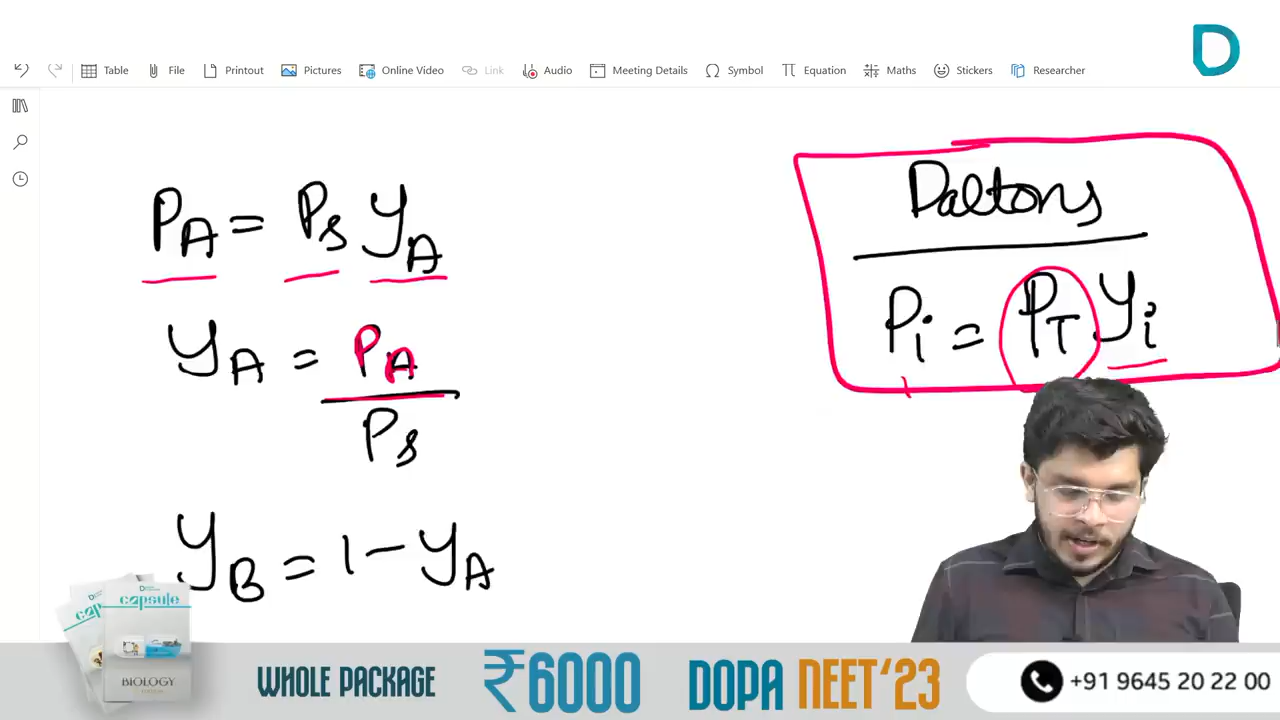 D
Table File Printout Pictures Online Video Link Audio Meeting Details Symbol Equation Maths Stickers Researcher
Daltons
Pi = PT yi
PA = Ps yA
yA = PA
Ps
yB = 1 - yA
capsule
BIOLOGY
WHOLE PACKAGE ₹6000 DOPA NEET'23 +91 9645 20 22 00